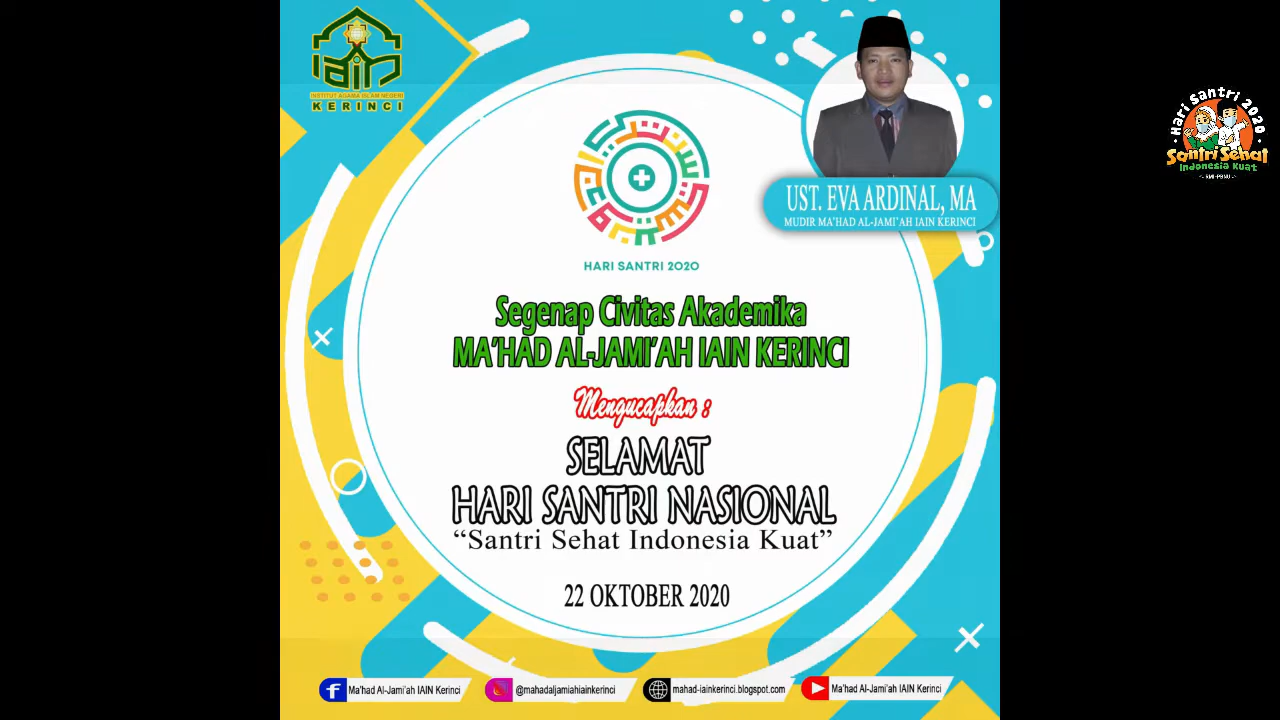 iain
INSTITUT AGAMA ISLAM NEGERI
KERINCI
UST. EVA ARDINAL, MA
MUDIR MA'HAD AL-JAMI'AH IAIN KERINCI
Hari Santri 2020
Santri Sehat
Indonesia Kuat
- RMI-PBNU -
HARI SANTRI 2020
Segenap Civitas Akademika
MA'HAD AL-JAMI'AH IAIN KERINCI
Mengucapkan :
SELAMAT
HARI SANTRI NASIONAL
“Santri Sehat Indonesia Kuat”
22 OKTOBER 2020
Ma'had Al-Jami'ah IAIN Kerinci
@mahadaljamiahiainkerinci
mahad-iainkerinci.blogspot.com
Ma'had Al-Jami'ah IAIN Kerinci